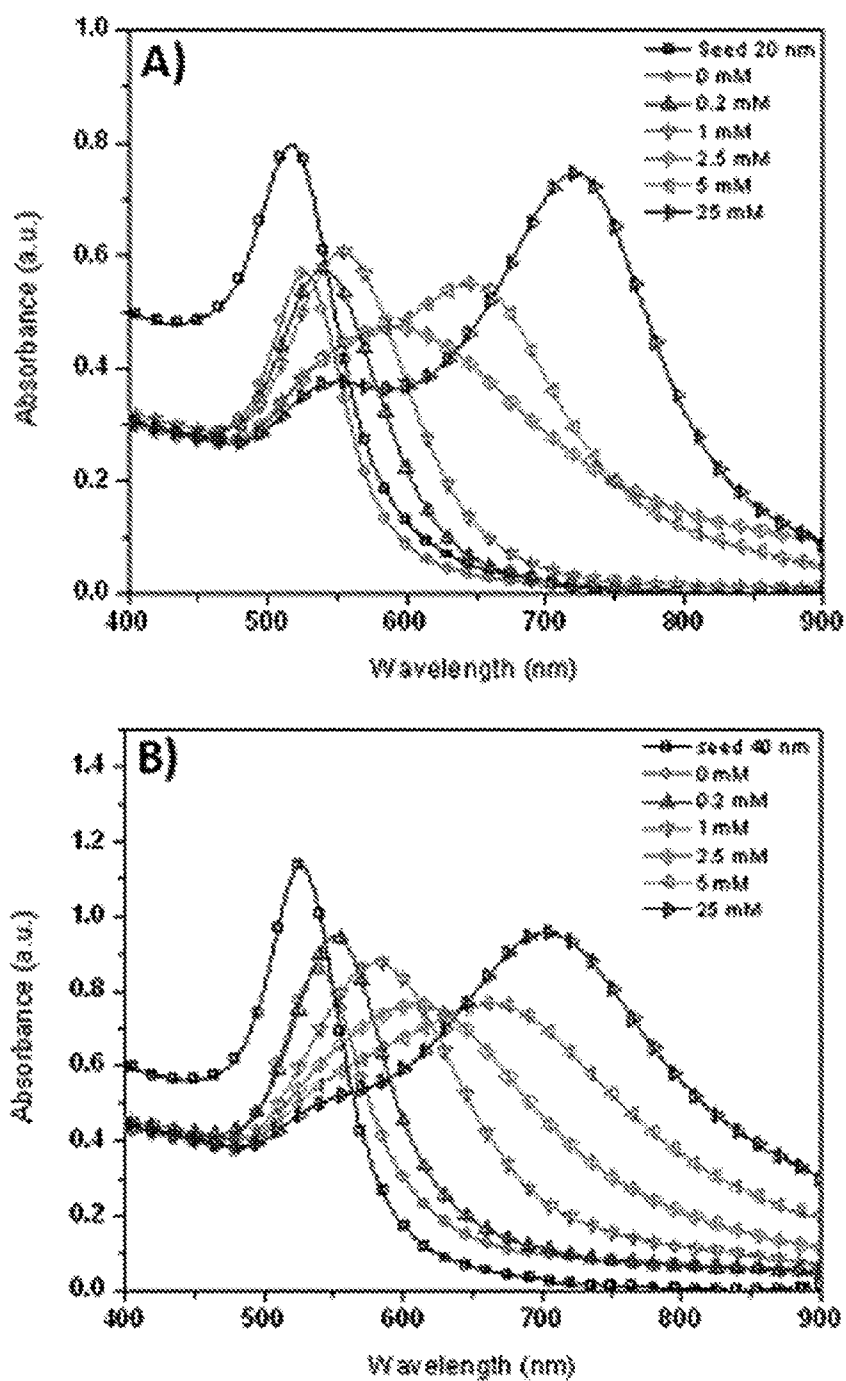 A)
Seed 20 nm
0 mM
0.2 mM
1 mM
2.5 mM
5 mM
25 mM
1.0
0.8
0.6
0.4
0.2
0.0
Absorbance (a.u.)
400 500 600 700 800 900
Wavelength (nm)
B)
seed 40 nm
0 mM
0.2 mM
1 mM
2.5 mM
5 mM
25 mM
1.4
1.2
1.0
0.8
0.6
0.4
0.2
0.0
Absorbance (a.u.)
400 500 600 700 800 900
Wavelength (nm)